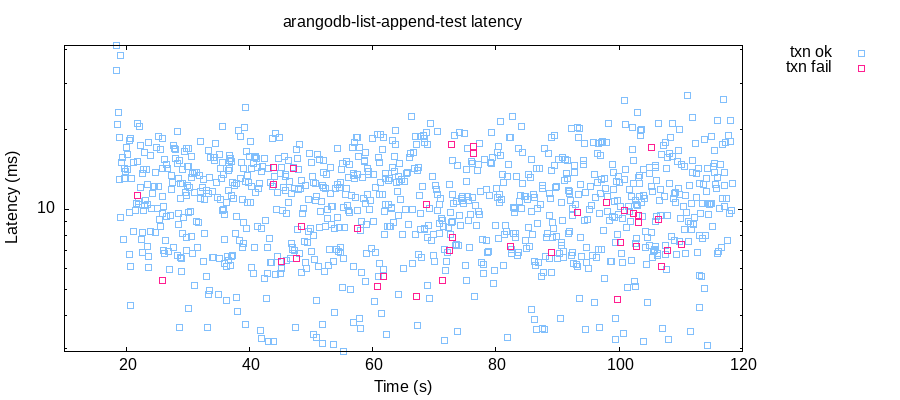 arangodb-list-append-test latency
txn ok
txn fail
Latency (ms)
10
20
40
60
80
100
120
Time (s)